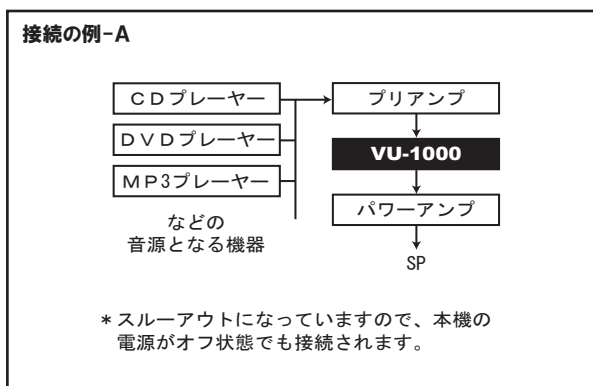 接続の例-A
CDプレーヤー
DVDプレーヤー
MP3プレーヤー
などの
音源となる機器
プリアンプ
VU-1000
パワーアンプ
SP
*スルーアウトになっていますので、本機の
電源がオフ状態でも接続されます。